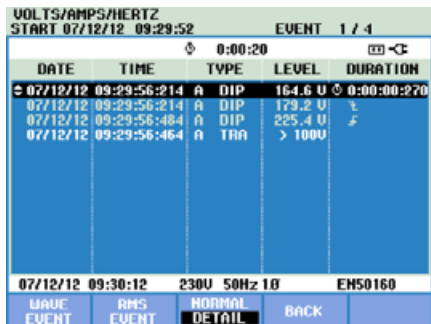 VOLTS/AMPS/HERTZ
START 07/12/12 09:29:52 EVENT 1 / 4
0:00:20
DATE TIME TYPE LEVEL DURATION
07/12/12 09:29:56:214 A DIP 164.6 V 0:00:00:270
07/12/12 09:29:56:214 A DIP 179.2 V
07/12/12 09:29:56:484 A DIP 225.4 V
07/12/12 09:29:56:464 A TRA > 100V
07/12/12 09:30:12 230V 50Hz 1Ø EN50160
WAVE RMS NORMAL BACK
EVENT EVENT DETAIL